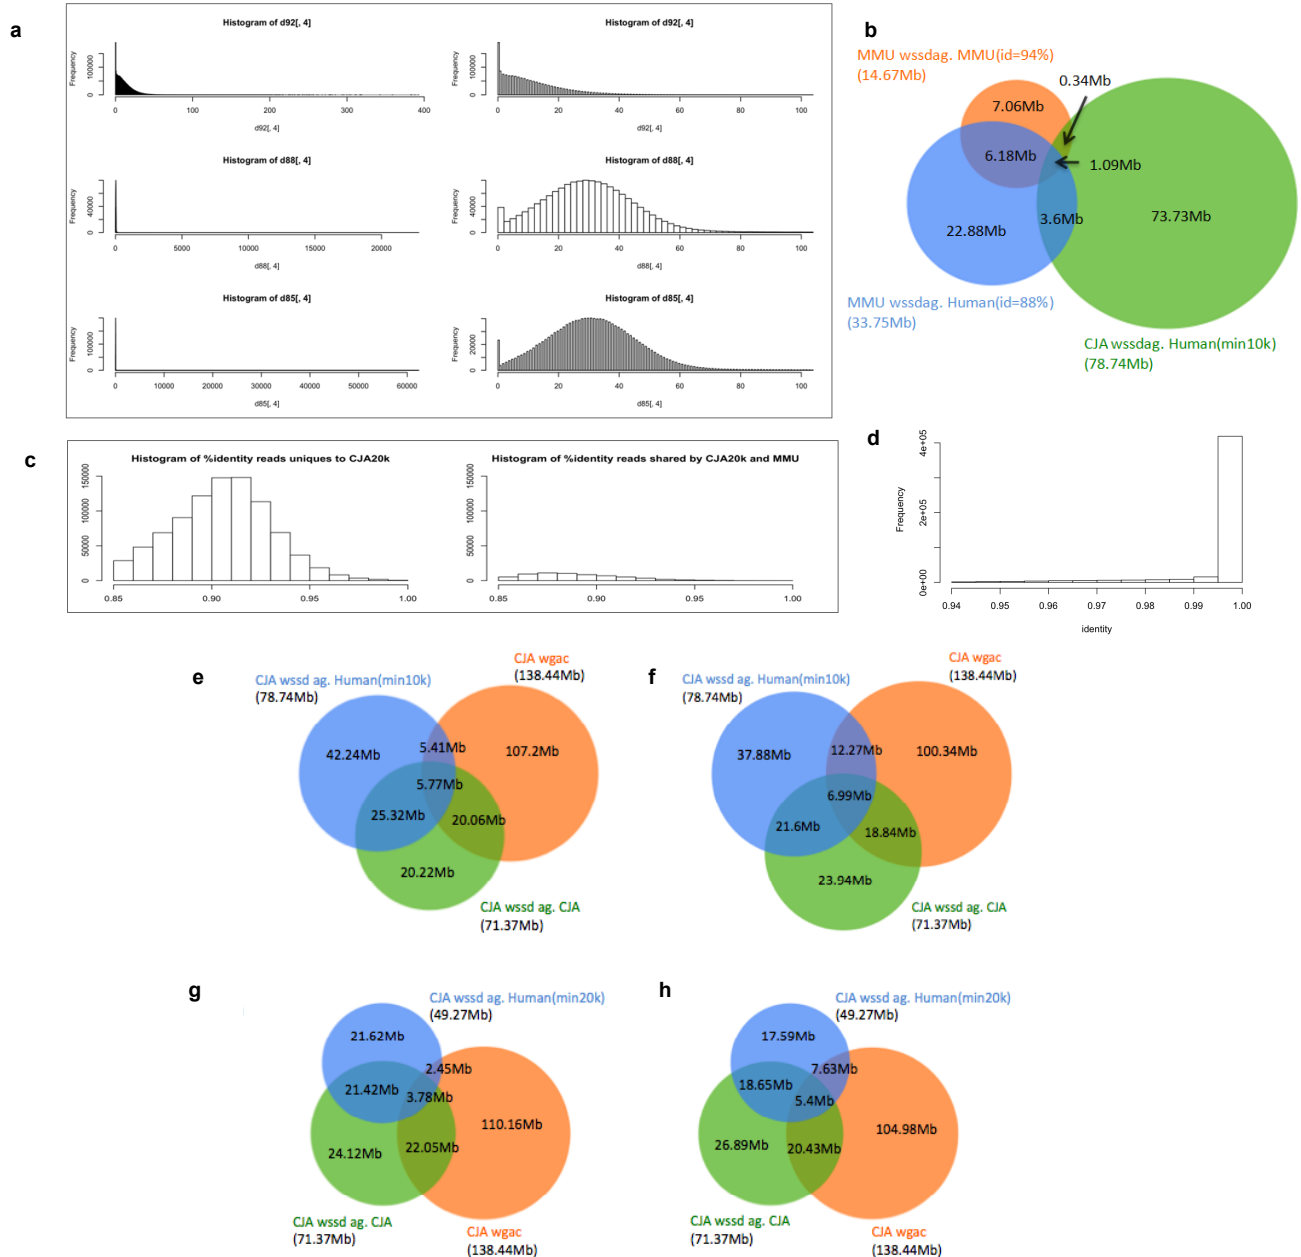 a
Histogram of d92[, 4]
Frequency
0 100000
0 100 200 300 400
d92[, 4]
Histogram of d92[, 4]
Frequency
0 100000
0 20 40 60 80 100
d92[, 4]
Histogram of d88[, 4]
Frequency
0 40000
0 5000 10000 15000 20000
d88[, 4]
Histogram of d88[, 4]
Frequency
0 40000
0 20 40 60 80 100
d88[, 4]
Histogram of d85[, 4]
Frequency
0 100000
0 10000 20000 30000 40000 50000 60000
d85[, 4]
Histogram of d85[, 4]
Frequency
0 20000
0 20 40 60 80 100
d85[, 4]
b
MMU wssdag. MMU(id=94%)
(14.67Mb)
0.34Mb
7.06Mb
6.18Mb
1.09Mb
3.6Mb
73.73Mb
22.88Mb
MMU wssdag. Human(id=88%)
(33.75Mb)
CJA wssdag. Human(min10k)
(78.74Mb)
c
Histogram of %identity reads uniques to CJA20k
0 50000 100000 150000
0.85 0.90 0.95 1.00
Histogram of %identity reads shared by CJA20k and MMU
0 50000 100000 150000
0.85 0.90 0.95 1.00
d
Frequency
0e+00 2e+05 4e+05
0.94 0.95 0.96 0.97 0.98 0.99 1.00
identity
e
CJA wssd ag. Human(min10k)
(78.74Mb)
CJA wgac
(138.44Mb)
42.24Mb
5.41Mb
107.2Mb
5.77Mb
25.32Mb
20.06Mb
20.22Mb
CJA wssd ag. CJA
(71.37Mb)
f
CJA wssd ag. Human(min10k)
(78.74Mb)
CJA wgac
(138.44Mb)
37.88Mb
12.27Mb
100.34Mb
6.99Mb
21.6Mb
18.84Mb
23.94Mb
CJA wssd ag. CJA
(71.37Mb)
g
CJA wssd ag. Human(min20k)
(49.27Mb)
21.62Mb
2.45Mb
21.42Mb
3.78Mb
110.16Mb
24.12Mb
22.05Mb
CJA wssd ag. CJA
(71.37Mb)
CJA wgac
(138.44Mb)
h
CJA wssd ag. Human(min20k)
(49.27Mb)
17.59Mb
7.63Mb
18.65Mb
5.4Mb
104.98Mb
26.89Mb
20.43Mb
CJA wssd ag. CJA
(71.37Mb)
CJA wgac
(138.44Mb)